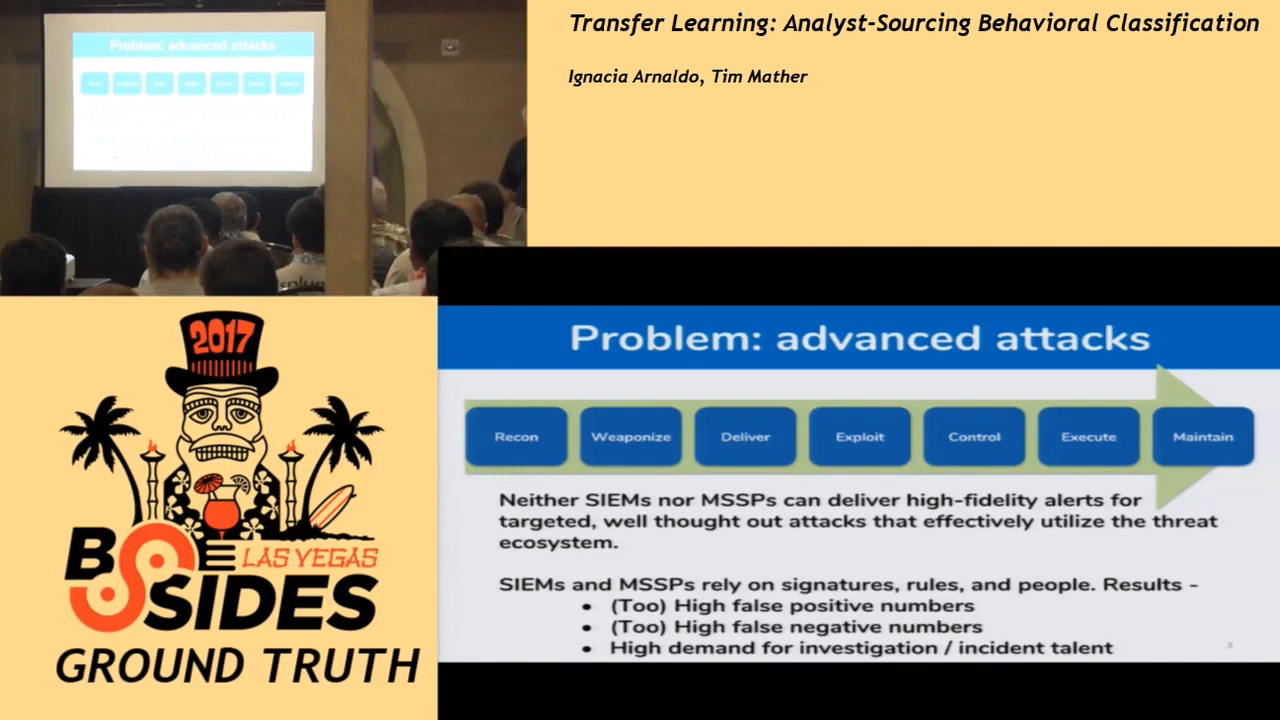 Transfer Learning: Analyst-Sourcing Behavioral Classification
Ignacia Arnaldo, Tim Mather
Problem: advanced attacks
2017
BSIDES
LAS VEGAS
GROUND TRUTH
Problem: advanced attacks
Recon
Weaponize
Deliver
Exploit
Control
Execute
Maintain
Neither SIEMs nor MSSPs can deliver high-fidelity alerts for
targeted, well thought out attacks that effectively utilize the threat
ecosystem.
SIEMs and MSSPs rely on signatures, rules, and people. Results -
• (Too) High false positive numbers
• (Too) High false negative numbers
• High demand for investigation / incident talent
3